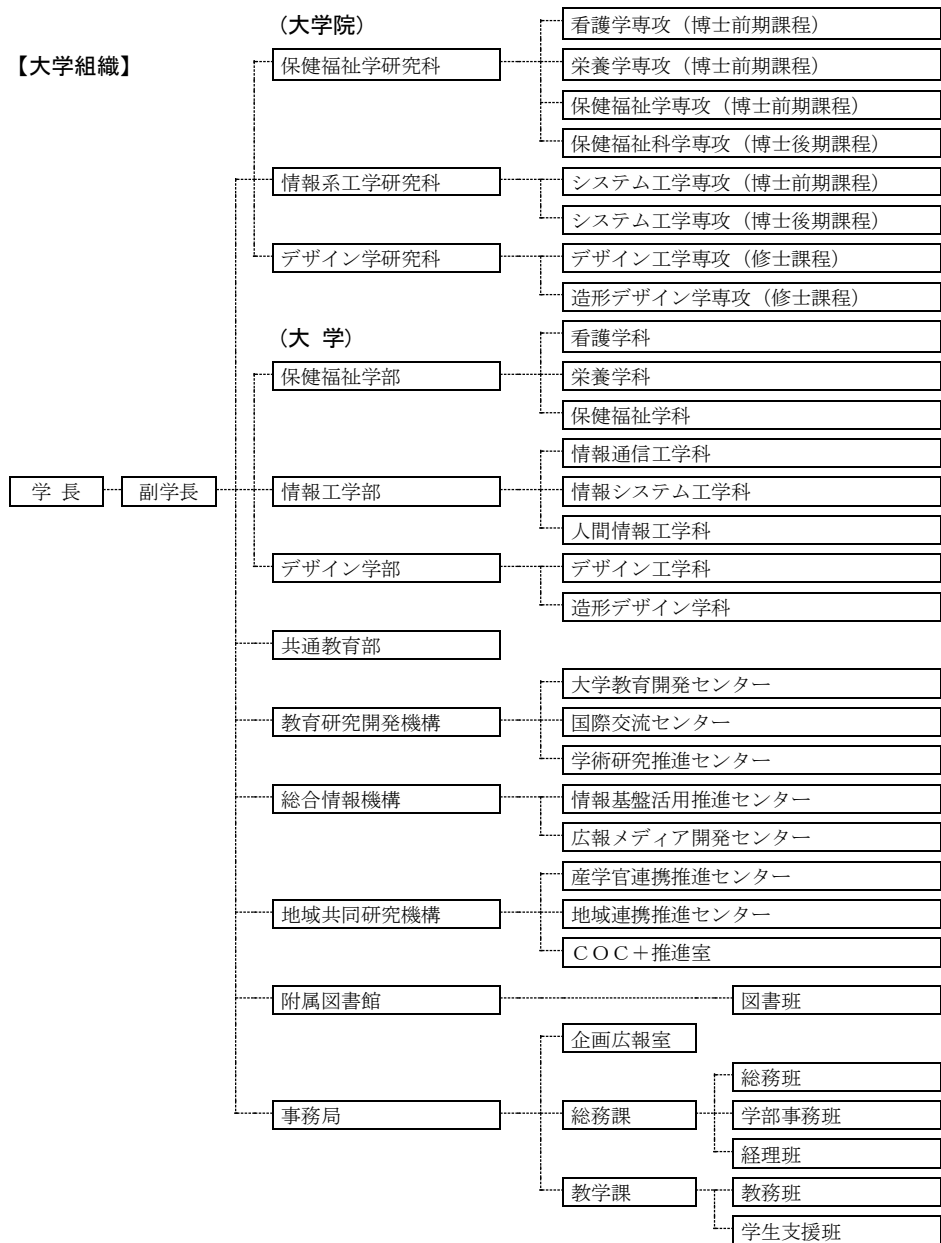 【大学組織】
(大学院)
保健福祉学研究科
看護学専攻（博士前期課程）
栄養学専攻（博士前期課程）
保健福祉学専攻（博士前期課程）
保健福祉科学専攻（博士後期課程）
情報系工学研究科
システム工学専攻（博士前期課程）
システム工学専攻（博士後期課程）
デザイン学研究科
デザイン工学専攻（修士課程）
造形デザイン学専攻（修士課程）
(大 学)
保健福祉学部
看護学科
栄養学科
保健福祉学科
学 長
副学長
情報工学部
情報通信工学科
情報システム工学科
人間情報工学科
デザイン学部
デザイン工学科
造形デザイン学科
共通教育部
教育研究開発機構
大学教育開発センター
国際交流センター
学術研究推進センター
総合情報機構
情報基盤活用推進センター
広報メディア開発センター
地域共同研究機構
産学官連携推進センター
地域連携推進センター
ＣＯＣ＋推進室
附属図書館
図書班
事務局
企画広報室
総務課
総務班
学部事務班
経理班
教学課
教務班
学生支援班